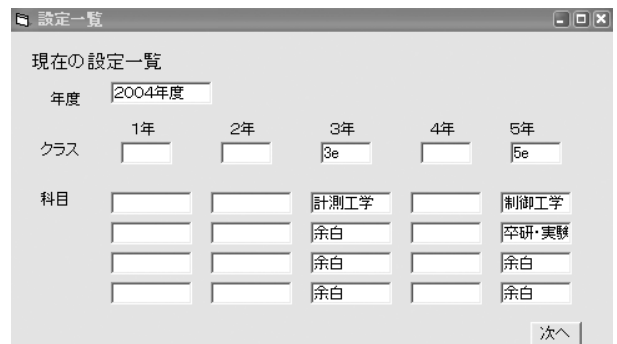 設定一覧
現在の設定一覧
年度 2004年度
1年 2年 3年 4年 5年
クラス 3e 5e
科目 計測工学 制御工学
余白 卒研・実験
余白 余白
余白 余白
次へ